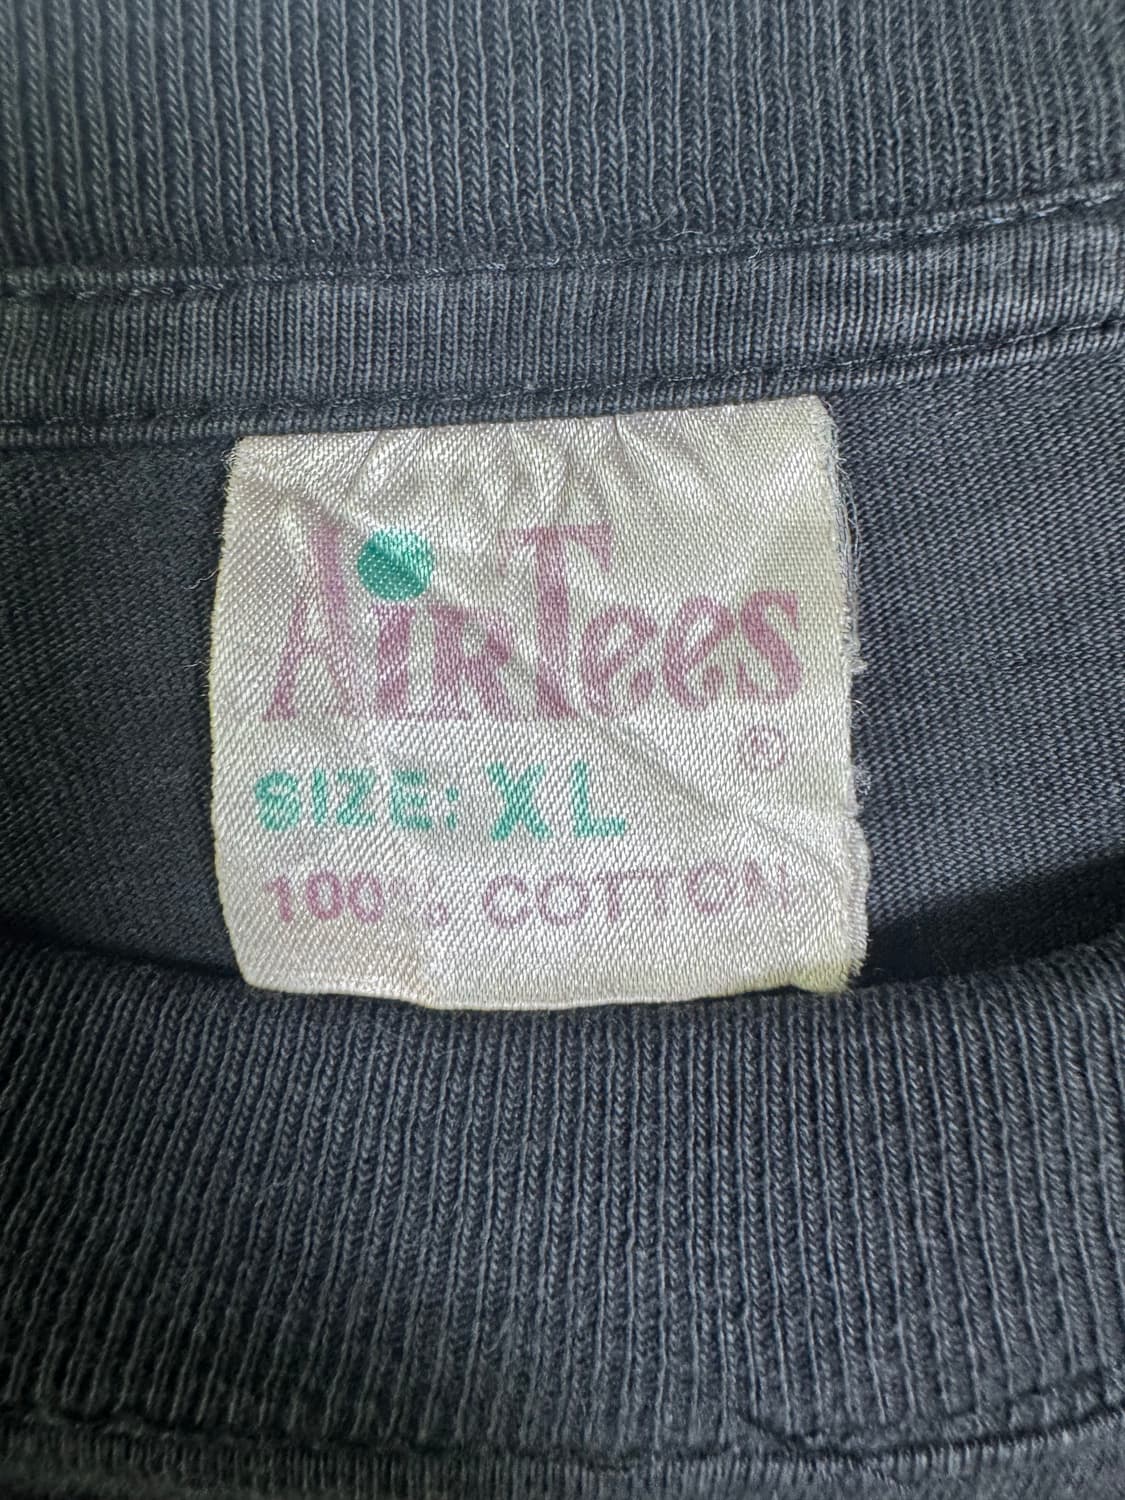 AirTees
®
SIZE: XL
100% COTTON